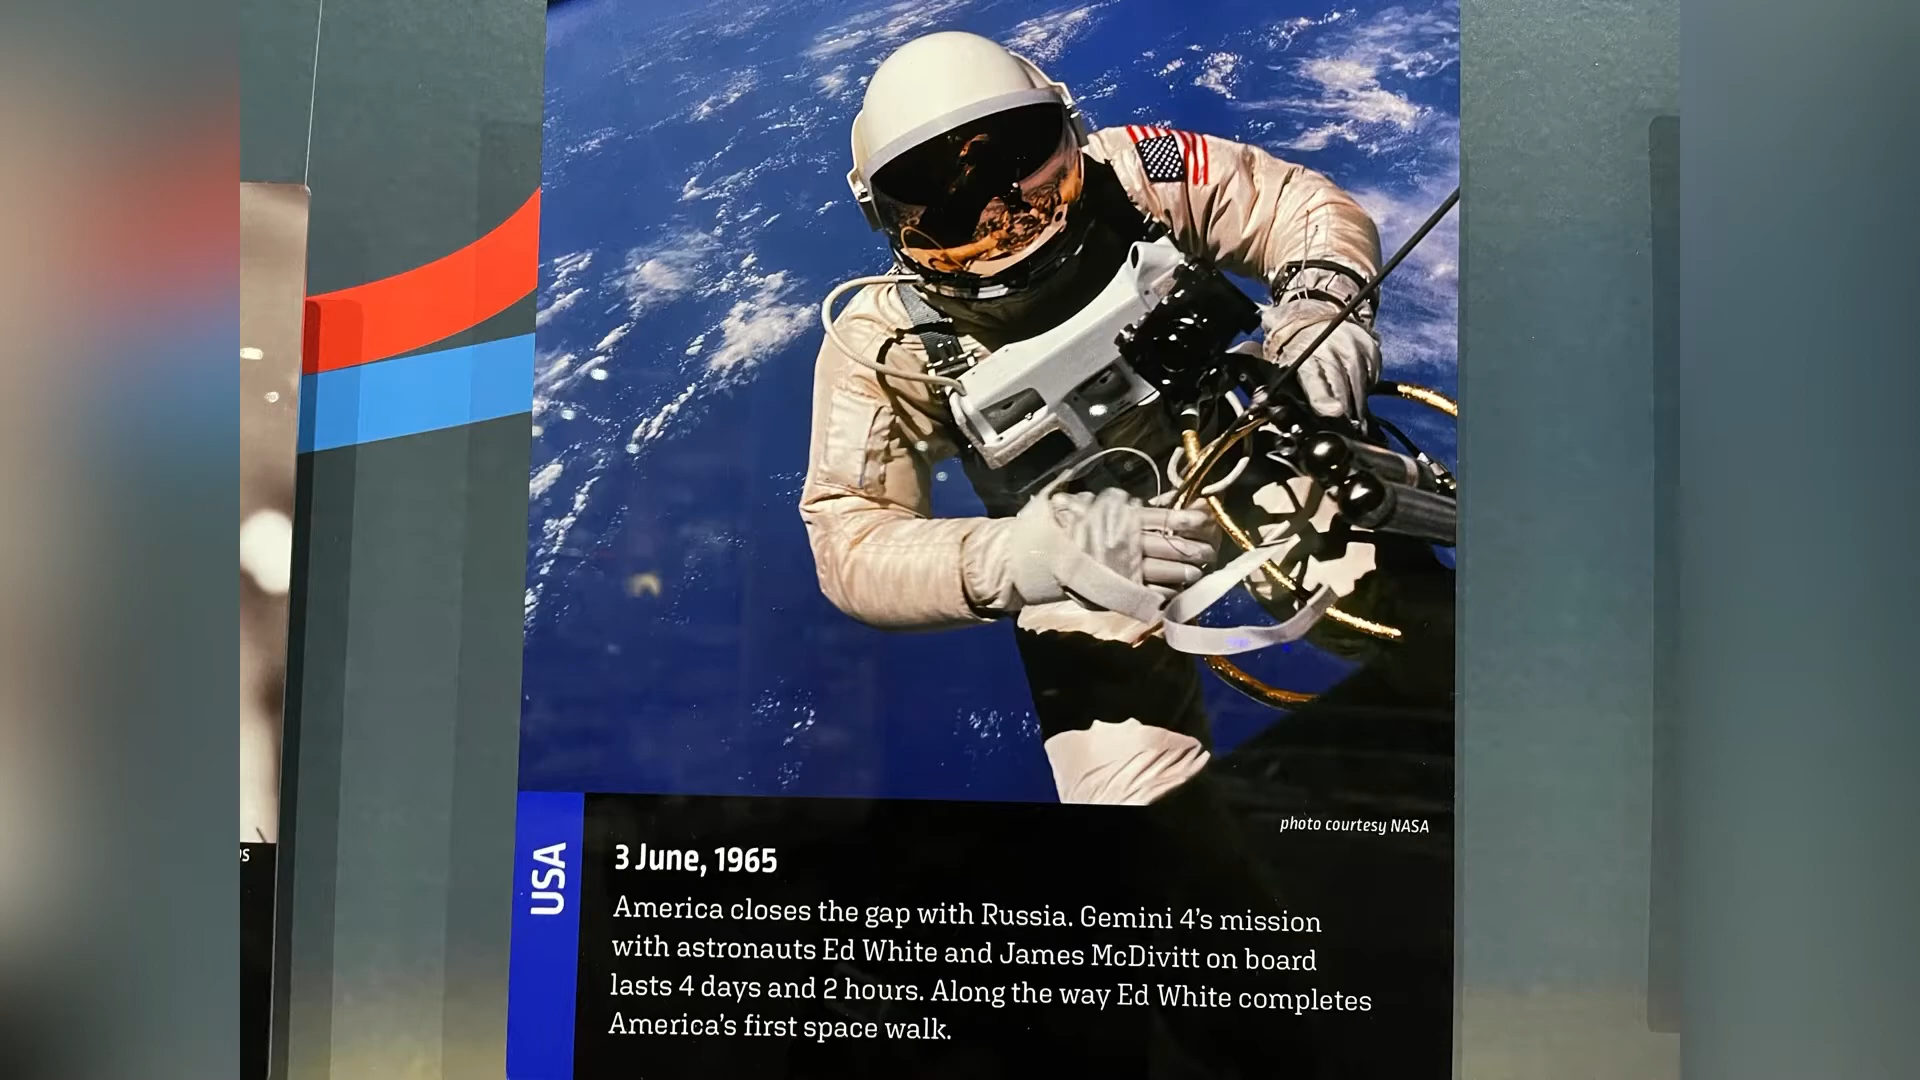 photo courtesy NASA
USA
3 June, 1965
America closes the gap with Russia. Gemini 4's mission
with astronauts Ed White and James McDivitt on board
lasts 4 days and 2 hours. Along the way Ed White completes
America's first space walk.